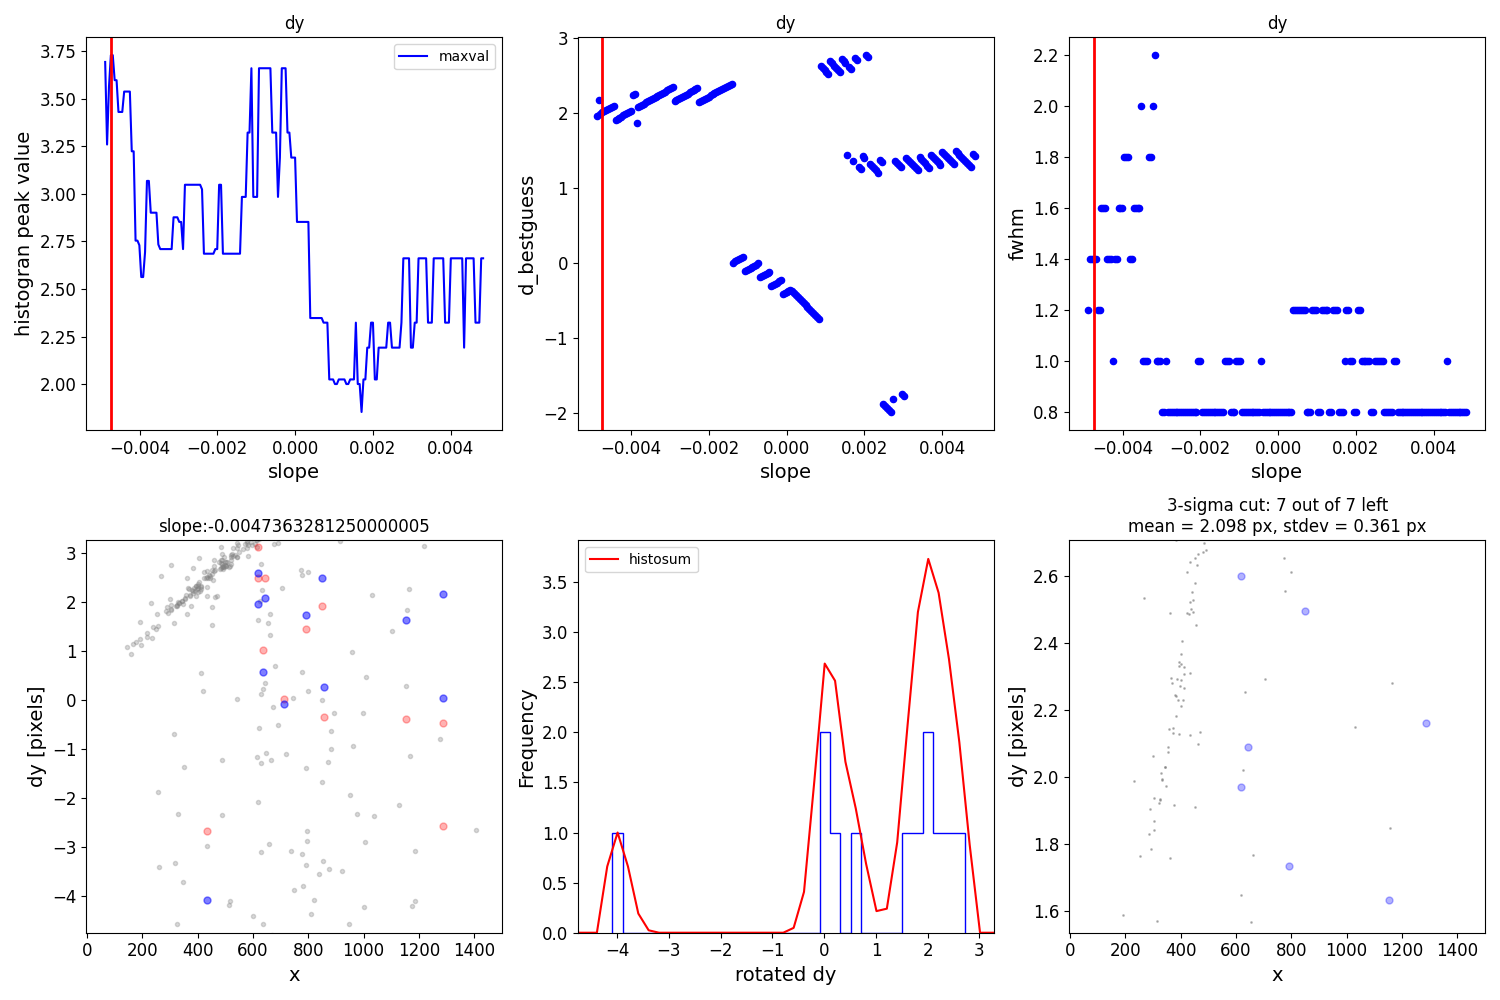 dy
histogran peak value
3.75
3.50
3.25
3.00
2.75
2.50
2.25
2.00
maxval
−0.004 −0.002 0.000 0.002 0.004
slope
dy
d_bestguess
3
2
1
0
−1
−2
−0.004 −0.002 0.000 0.002 0.004
slope
dy
fwhm
2.2
2.0
1.8
1.6
1.4
1.2
1.0
0.8
−0.004 −0.002 0.000 0.002 0.004
slope
slope:-0.0047363281250000005
dy [pixels]
3
2
1
0
−1
−2
−3
−4
0 200 400 600 800 1000 1200 1400
x
Frequency
3.5
3.0
2.5
2.0
1.5
1.0
0.5
0.0
histosum
−4 −3 −2 −1 0 1 2 3
rotated dy
3-sigma cut: 7 out of 7 left
mean = 2.098 px, stdev = 0.361 px
dy [pixels]
2.6
2.4
2.2
2.0
1.8
1.6
0 200 400 600 800 1000 1200 1400
x